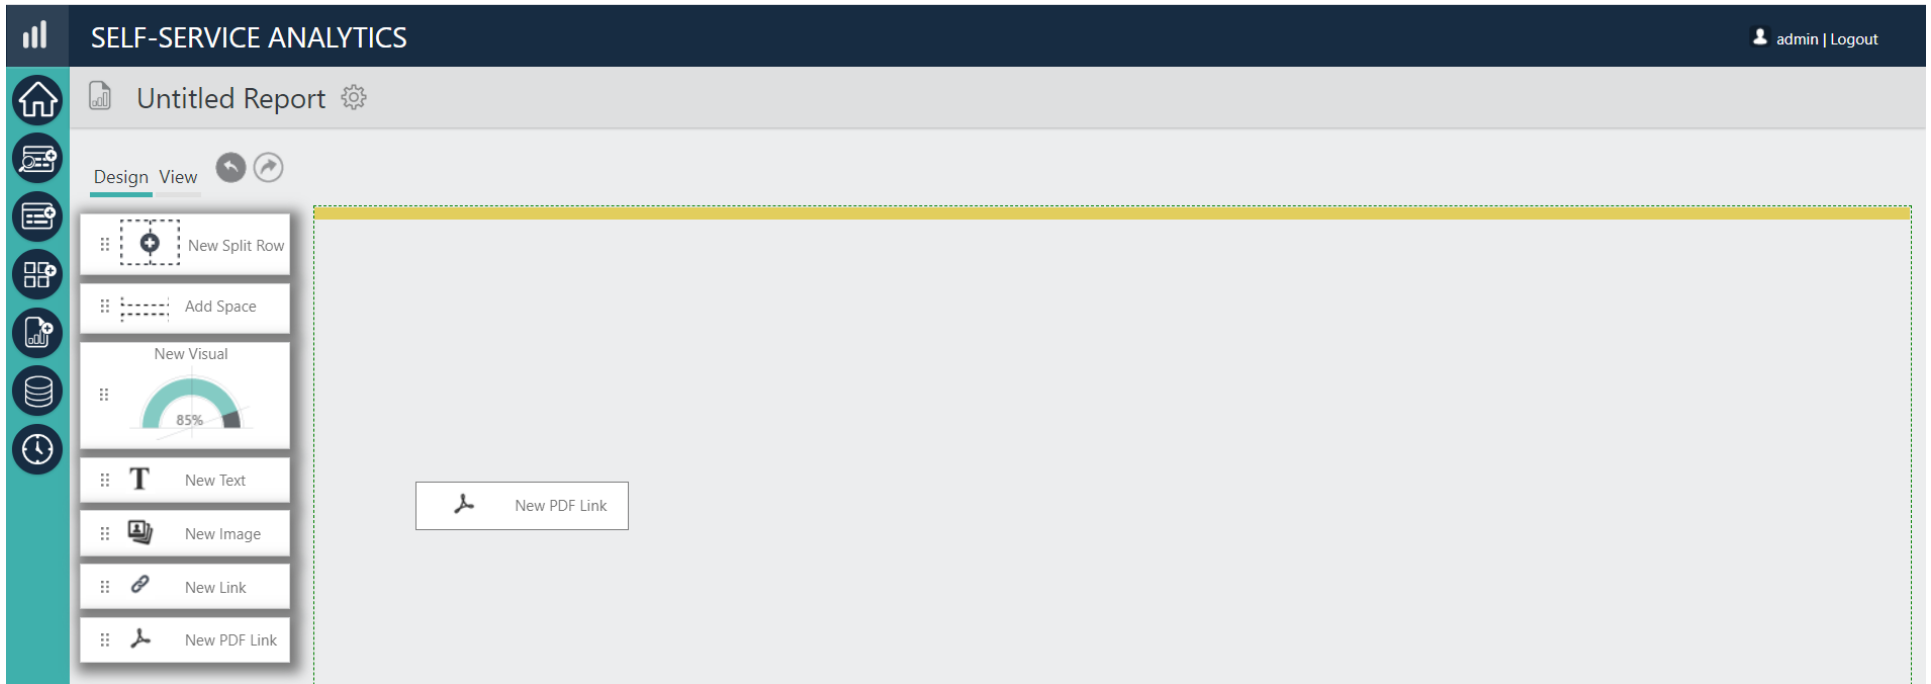 SELF-SERVICE ANALYTICS
admin | Logout
Untitled Report
Design View
New Split Row
Add Space
New Visual
85%
New Text
New Image
New Link
New PDF Link
New PDF Link